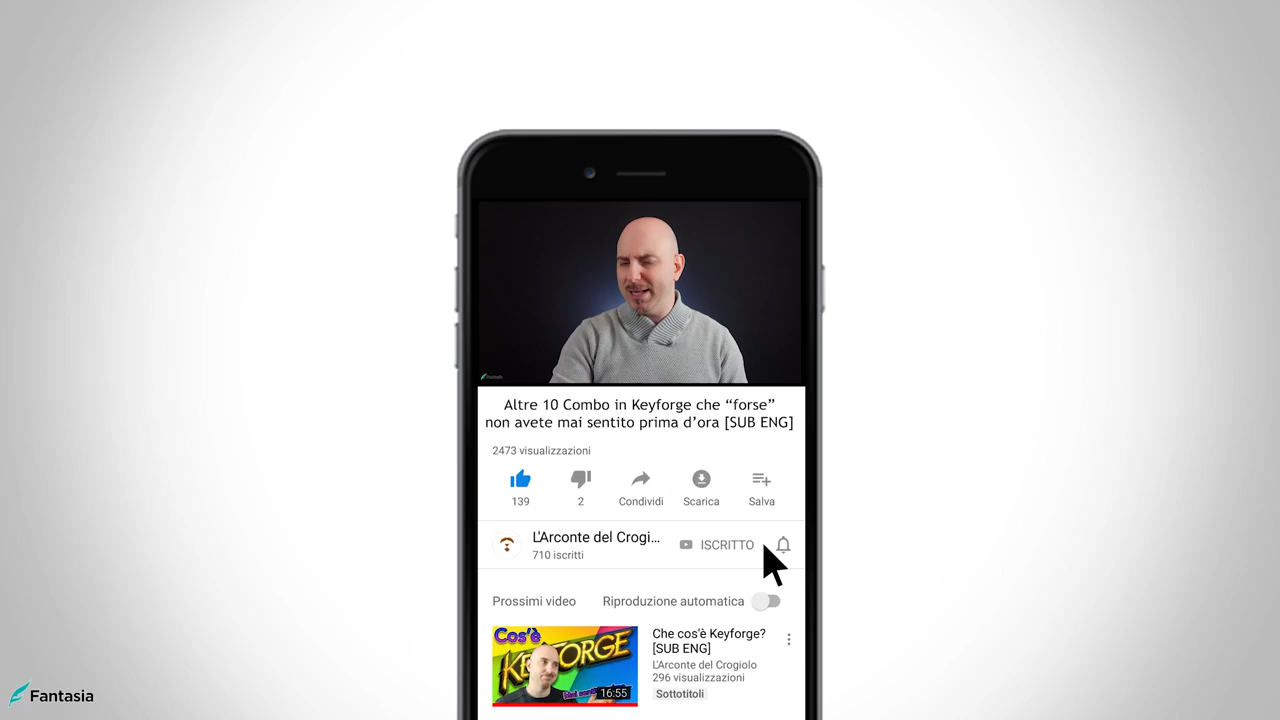 Altre 10 Combo in Keyforge che “forse”
non avete mai sentito prima d’ora [SUB ENG]
2473 visualizzazioni
139
2
Condividi
Scarica
Salva
L'Arconte del Crogi...
710 iscritti
ISCRITTO
Prossimi video
Riproduzione automatica
Cos'è
KEYFORGE
16:55
Che cos'è Keyforge?
[SUB ENG]
L'Arconte del Crogiolo
296 visualizzazioni
Sottotitoli
Fantasia